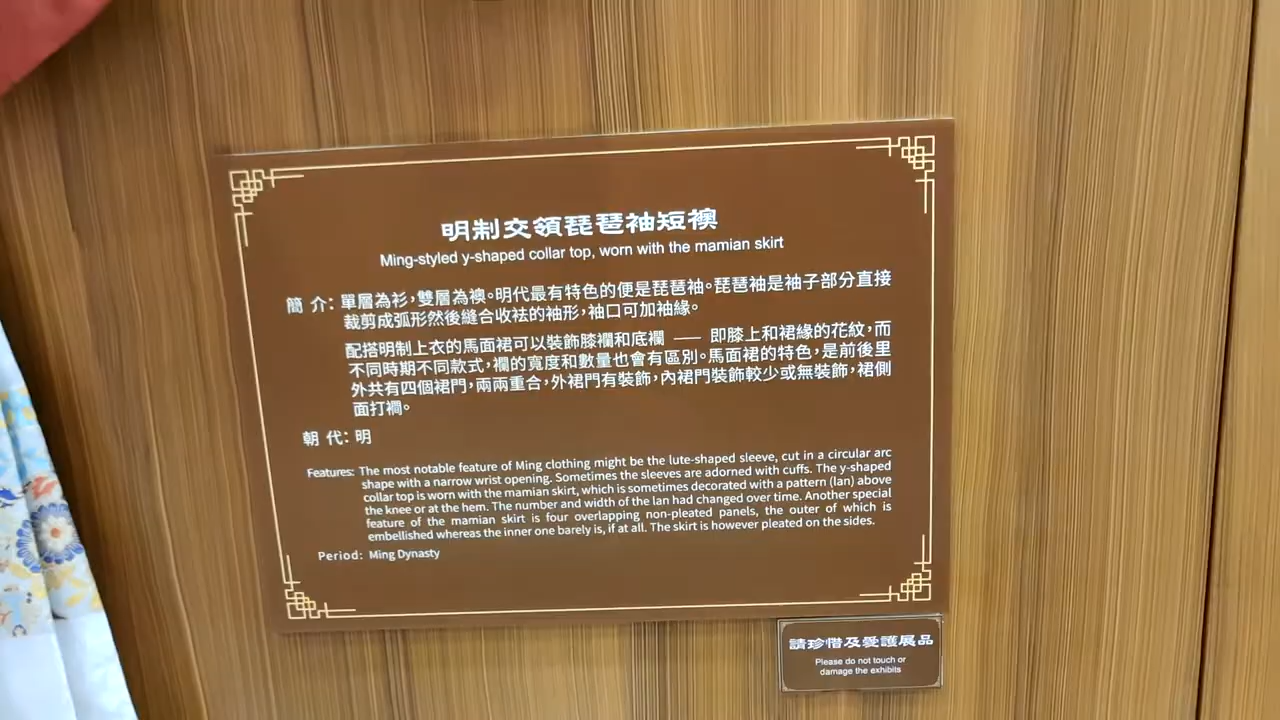 明制交領琵琶袖短襖
Ming-styled y-shaped collar top, worn with the mamian skirt
簡 介：單層為衫，雙層為襖。明代最有特色的便是琵琶袖。琵琶袖是袖子部分直接
裁剪成弧形然後縫合收袪的袖形，袖口可加袖緣。
配搭明制上衣的馬面裙可以裝飾膝襴和底襴 —— 即膝上和裙緣的花紋，而
不同時期不同款式，襴的寬度和數量也會有區別。馬面裙的特色，是前後里
外共有四個裙門，兩兩重合，外裙門有裝飾，內裙門裝飾較少或無裝飾，裙側
面打襇。
朝 代：明
Features: The most notable feature of Ming clothing might be the lute-shaped sleeve, cut in a circular arc
shape with a narrow wrist opening. Sometimes the sleeves are adorned with cuffs. The y-shaped
collar top is worn with the mamian skirt, which is sometimes decorated with a pattern (lan) above
the knee or at the hem. The number and width of the lan had changed over time. Another special
feature of the mamian skirt is four overlapping non-pleated panels, the outer of which is
embellished whereas the inner one barely is, if at all. The skirt is however pleated on the sides.
Period: Ming Dynasty
請珍惜及愛護展品
Please do not touch or
damage the exhibits